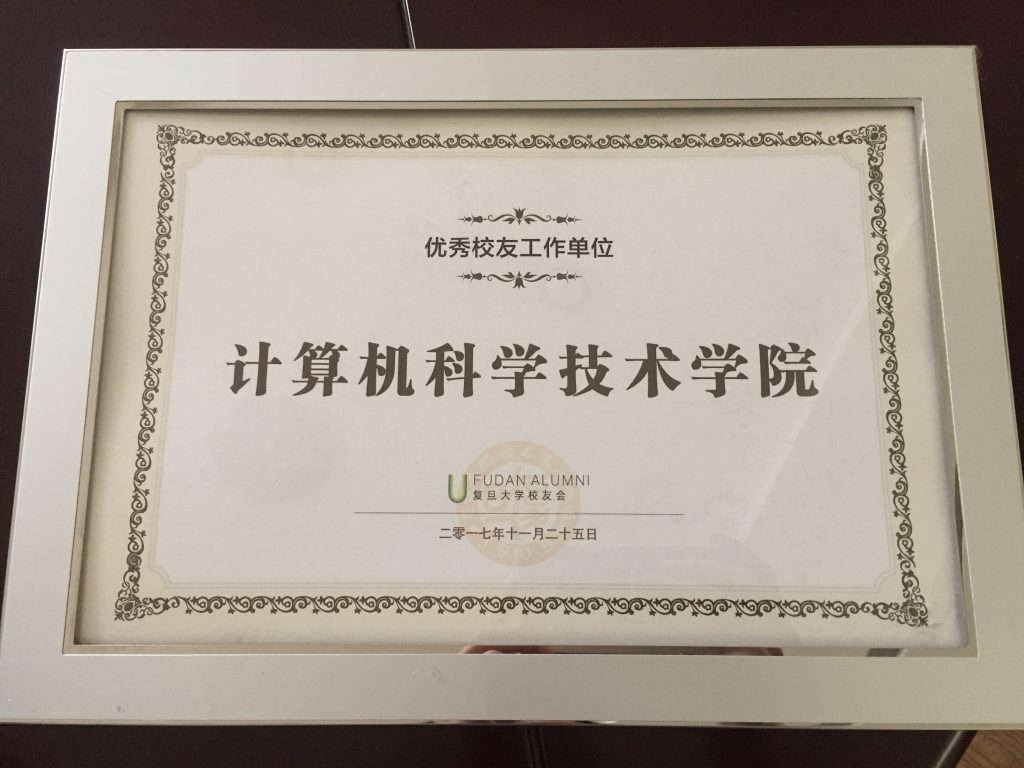 优秀校友工作单位
计算机科学技术学院
FUDAN ALUMNI
复旦大学校友会
二零一七年十一月二十五日